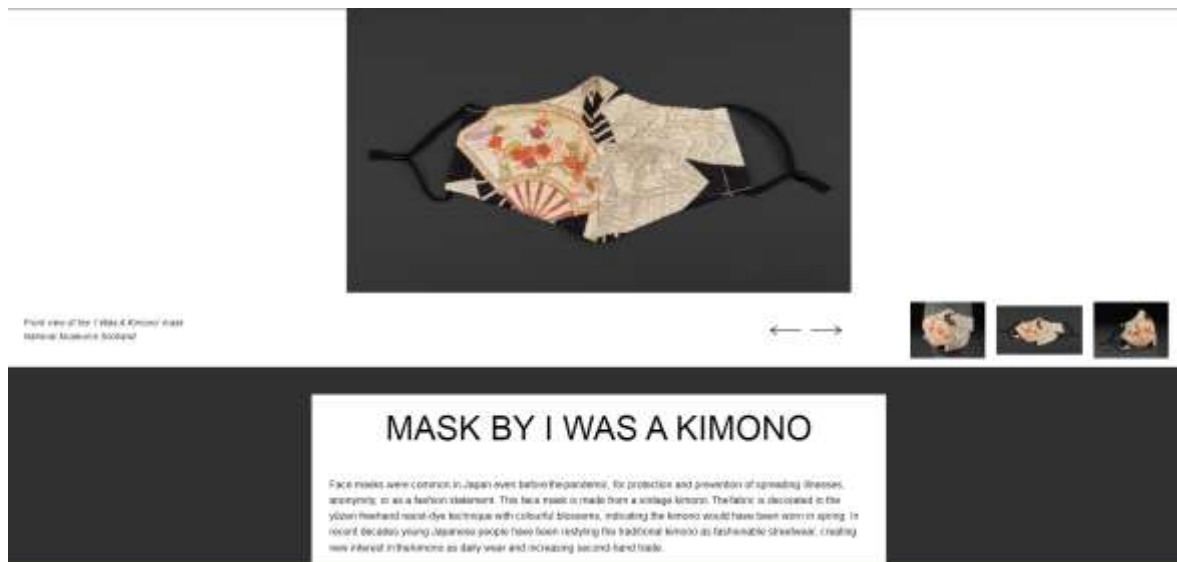 Front view of the 'I Was A Kimono' mask
National Museums Scotland
MASK BY I WAS A KIMONO
Face masks were common in Japan even before the pandemic, for protection and prevention of spreading illnesses,
anonymity, or as a fashion statement. This face mask is made from a vintage kimono. The fabric is decorated in the
yūzen freehand resist-dye technique with colourful blossoms, indicating the kimono would have been worn in spring. In
recent decades young Japanese people have been restyling the traditional kimono as fashionable streetwear, creating
new interest in the kimono as daily wear and increasing second-hand trade.